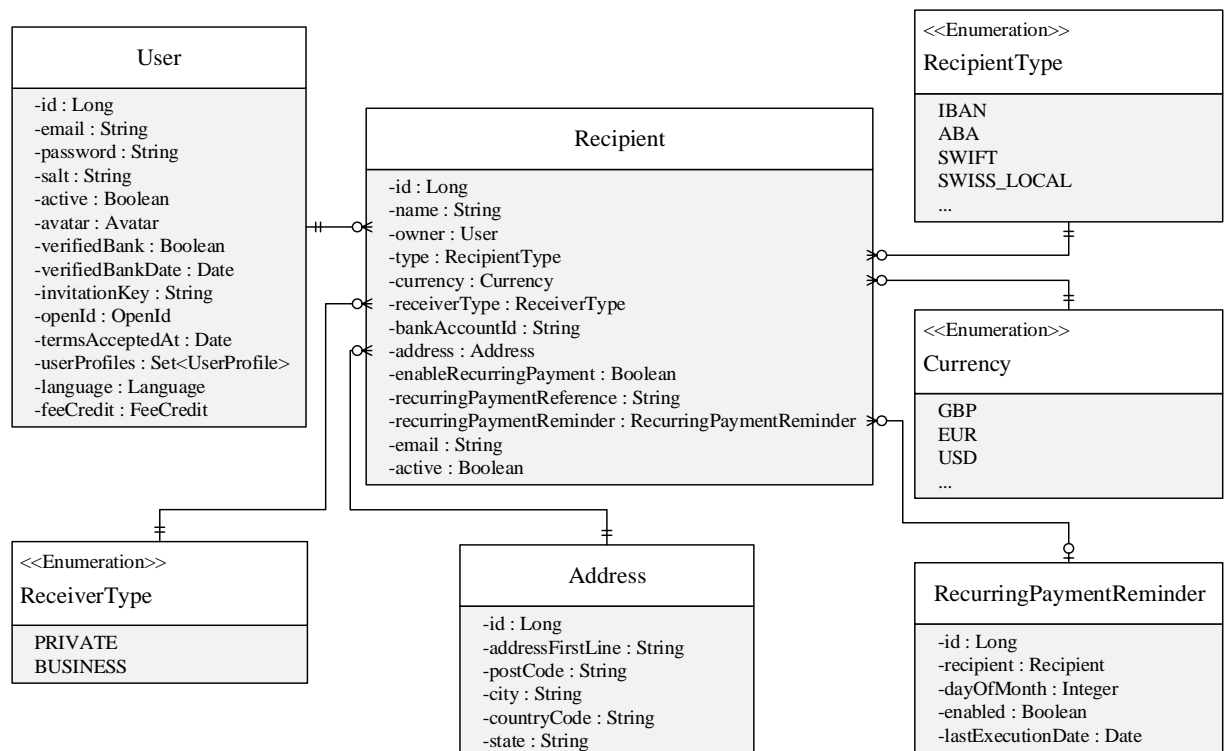 User
-id : Long
-email : String
-password : String
-salt : String
-active : Boolean
-avatar : Avatar
-verifiedBank : Boolean
-verifiedBankDate : Date
-invitationKey : String
-openId : OpenId
-termsAcceptedAt : Date
-userProfiles : Set<UserProfile>
-language : Language
-feeCredit : FeeCredit
Recipient
-id : Long
-name : String
-owner : User
-type : RecipientType
-currency : Currency
-receiverType : ReceiverType
-bankAccountId : String
-address : Address
-enableRecurringPayment : Boolean
-recurringPaymentReference : String
-recurringPaymentReminder : RecurringPaymentReminder
-email : String
-active : Boolean
<<Enumeration>>
RecipientType
IBAN
ABA
SWIFT
SWISS_LOCAL
...
<<Enumeration>>
Currency
GBP
EUR
USD
...
<<Enumeration>>
ReceiverType
PRIVATE
BUSINESS
Address
-id : Long
-addressFirstLine : String
-postCode : String
-city : String
-countryCode : String
-state : String
RecurringPaymentReminder
-id : Long
-recipient : Recipient
-dayOfMonth : Integer
-enabled : Boolean
-lastExecutionDate : Date